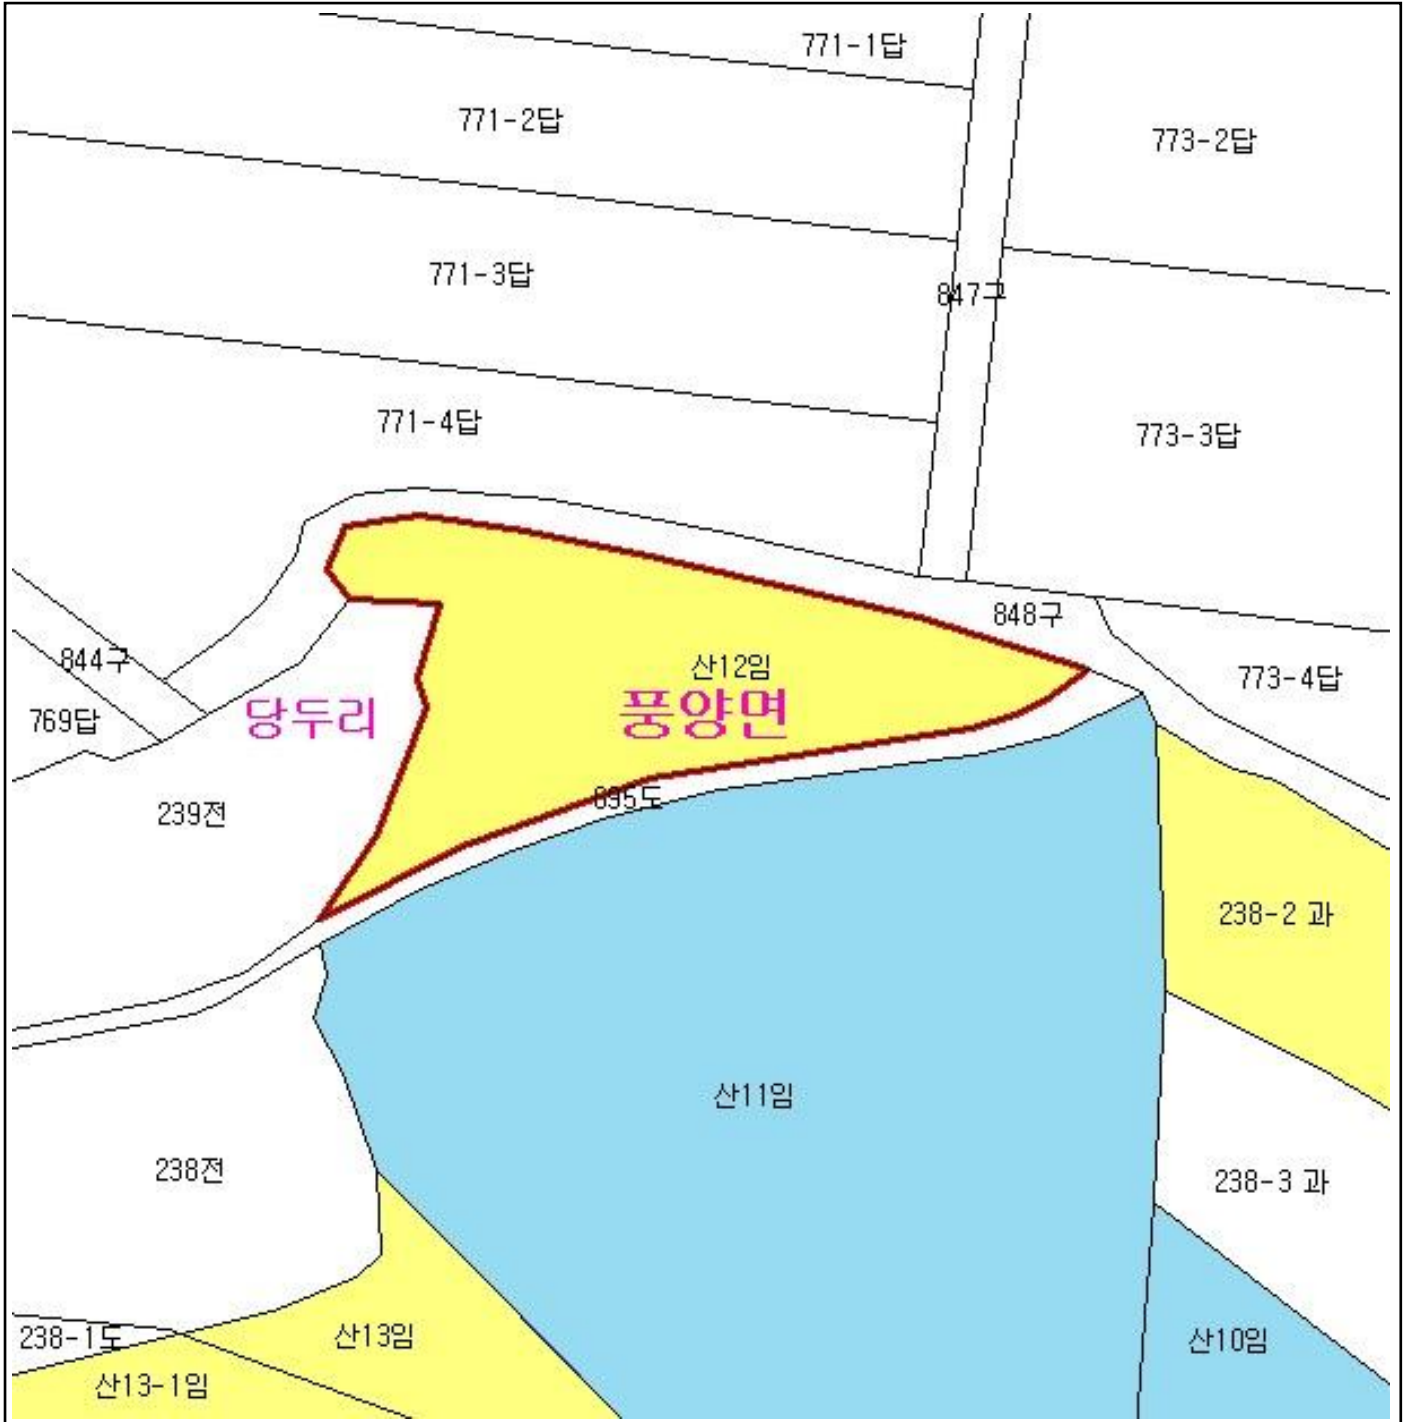 771-1답
771-2답
773-2답
771-3답
847구
771-4답
773-3답
848구
844구
산12임
773-4답
769답
당두리
풍양면
695도
239전
238-2 과
산11임
238전
238-3 과
238-1도
산13임
산10임
산13-1임